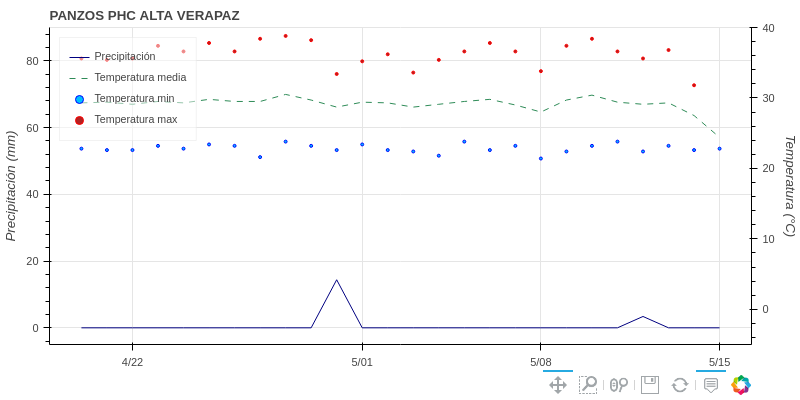 PANZOS PHC ALTA VERAPAZ
Precipitación
Temperatura media
Temperatura min
Temperatura max
Precipitación (mm)
80
60
40
20
0
Temperatura (°C)
40
30
20
10
0
4/22
5/01
5/08
5/15